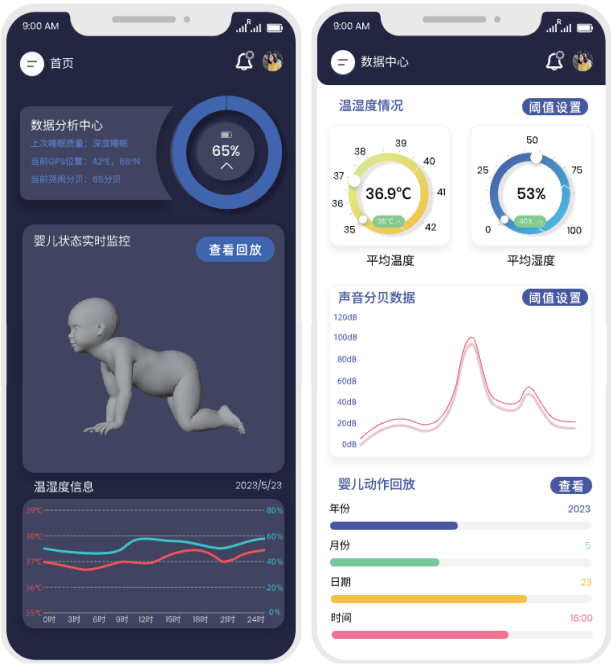 9:00 AM
R
首页
数据分析中心
上次睡眠质量：深度睡眠
当前GPS位置：42°E，86°N
当前哭闹分贝：65分贝
65%
婴儿状态实时监控
查看回放
温湿度信息
2023/5/23
39℃
38℃
37℃
36℃
35℃
80%
60%
40%
20%
0%
0时 3时 6时 9时 12时 15时 18时 21时 24时
9:00 AM
R
数据中心
温湿度情况
阈值设置
35
36
37
38
39
40
41
42
36.9℃
36℃
平均温度
0
25
50
75
100
53%
40%
平均湿度
声音分贝数据
阈值设置
120dB
100dB
80dB
60dB
40dB
20dB
0dB
婴儿动作回放
查看
年份 2023
月份 5
日期 23
时间 16:00